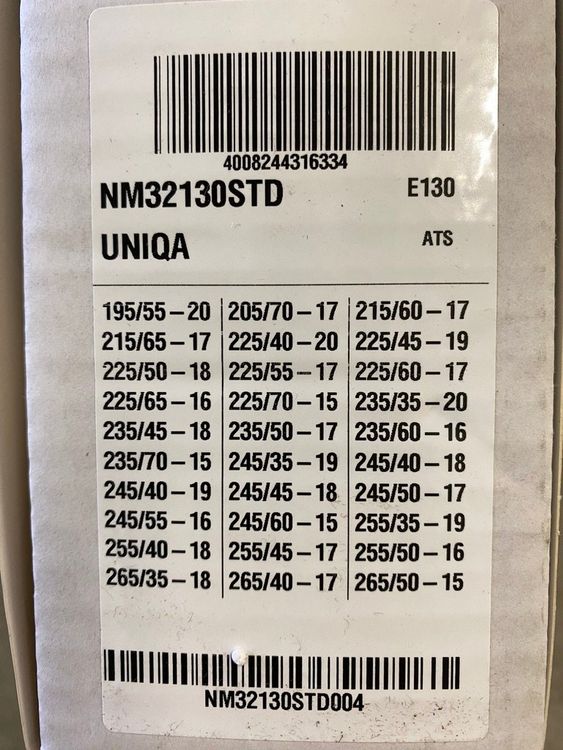 4008244316334
NM32130STD E130
UNIQA ATS
195/55-20 205/70-17 215/60-17
215/65-17 225/40-20 225/45-19
225/50-18 225/55-17 225/60-17
225/65-16 225/70-15 235/35-20
235/45-18 235/50-17 235/60-16
235/70-15 245/35-19 245/40-18
245/40-19 245/45-18 245/50-17
245/55-16 245/60-15 255/35-19
255/40-18 255/45-17 255/50-16
265/35-18 265/40-17 265/50-15
NM32130STD004